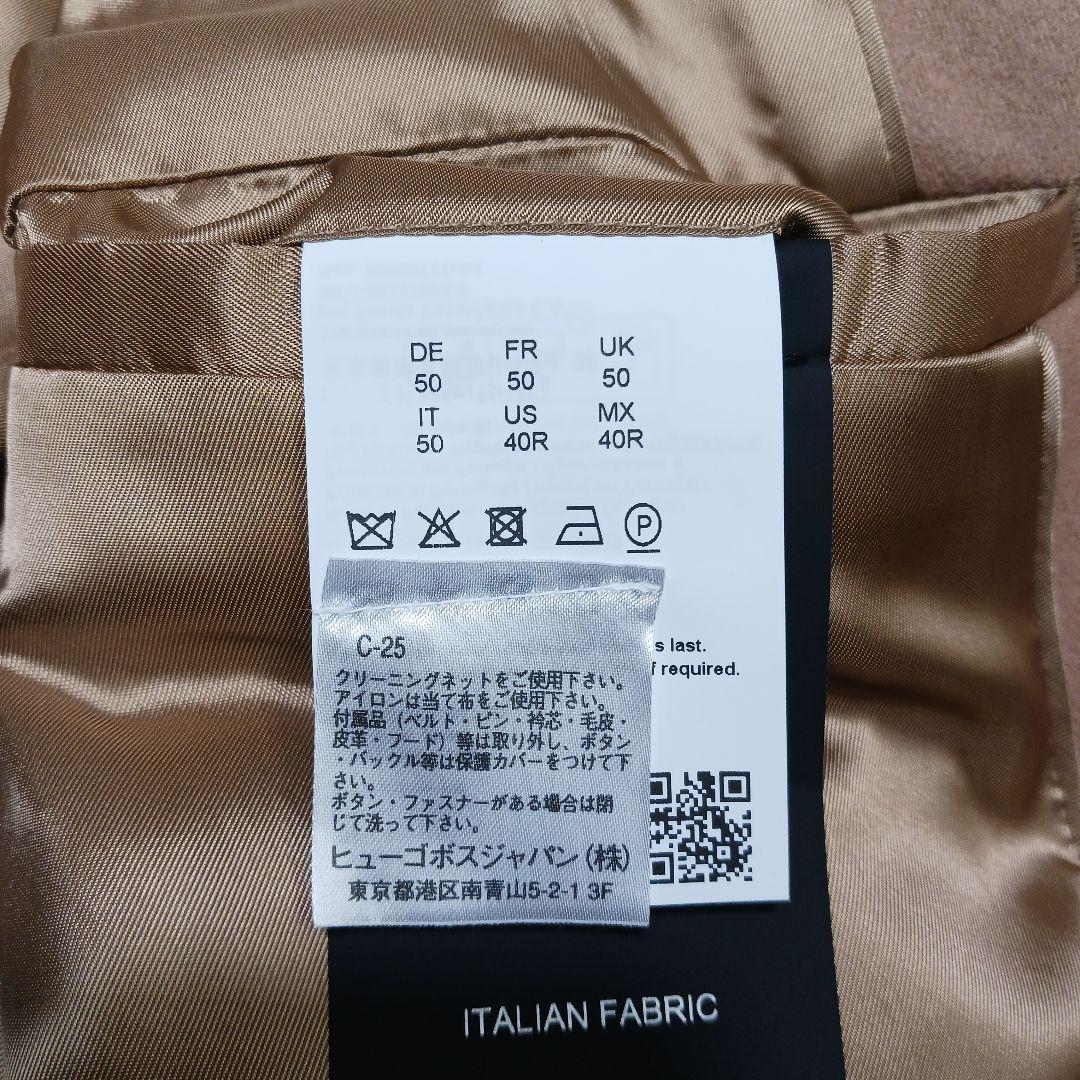 DE FR UK
50 50 50
IT US MX
50 40R 40R
P
s last.
f required.
C-25
クリーニングネットをご使用下さい。
アイロンは当て布をご使用下さい。
付属品（ベルト・ピン・衿芯・毛皮・
皮革・フード）等は取り外し、ボタン
・バックル等は保護カバーをつけて下
さい。
ボタン・ファスナーがある場合は閉
じて洗って下さい。
ヒューゴボスジャパン(株)
東京都港区南青山5-2-1 3F
ITALIAN FABRIC